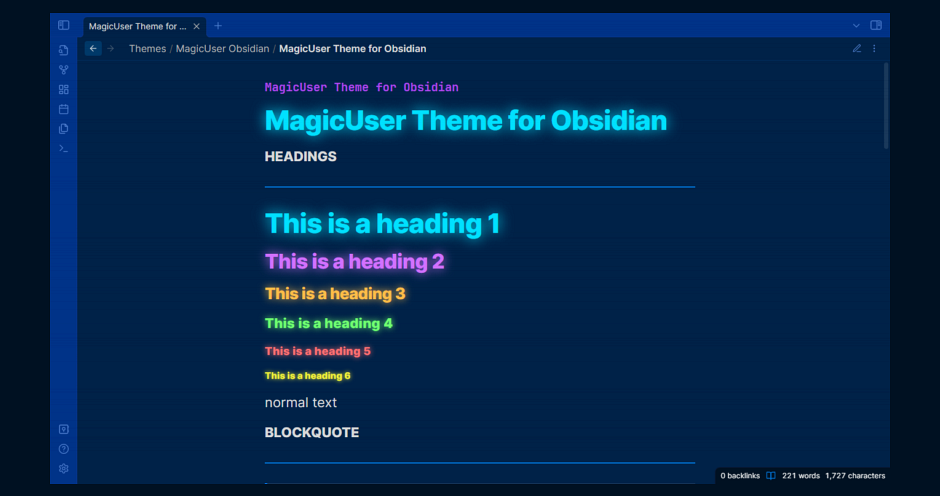 MagicUser Theme for ...
Themes / MagicUser Obsidian / MagicUser Theme for Obsidian
MagicUser Theme for Obsidian
MagicUser Theme for Obsidian
HEADINGS
This is a heading 1
This is a heading 2
This is a heading 3
This is a heading 4
This is a heading 5
This is a heading 6
normal text
BLOCKQUOTE
0 backlinks 221 words 1,727 characters